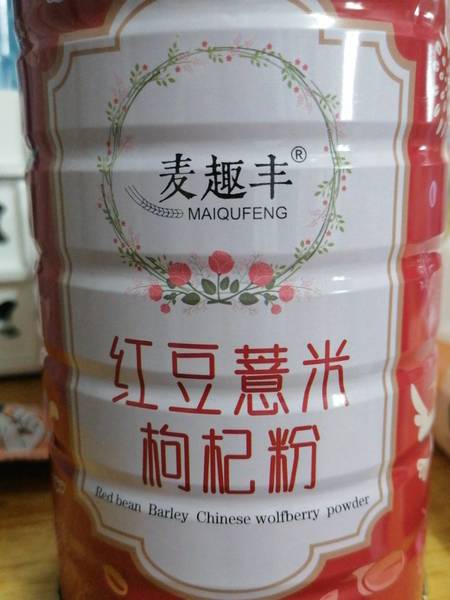 麦趣丰®
MAIQUFENG
红豆薏米
枸杞粉
Red bean Barley Chinese wolfberry powder